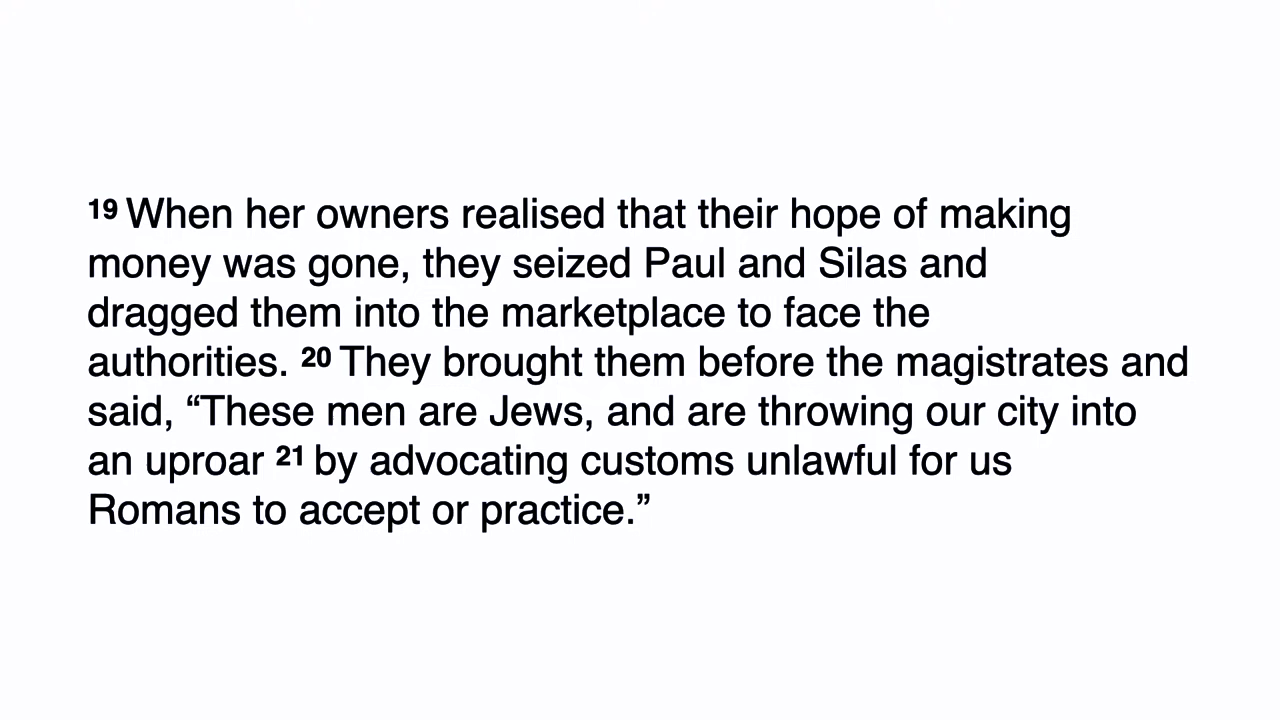 19 When her owners realised that their hope of making
money was gone, they seized Paul and Silas and
dragged them into the marketplace to face the
authorities. 20 They brought them before the magistrates and
said, “These men are Jews, and are throwing our city into
an uproar 21 by advocating customs unlawful for us
Romans to accept or practice.”